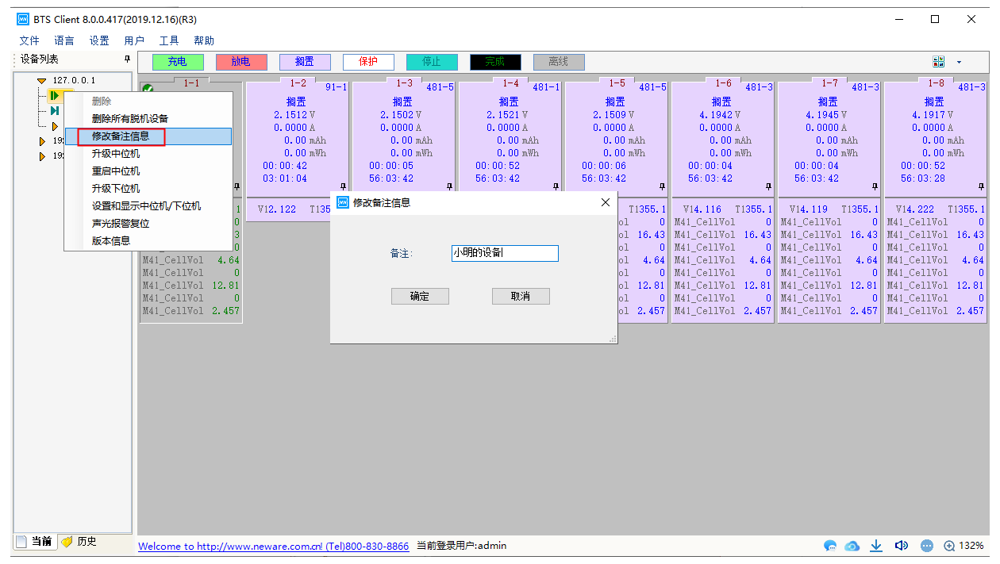 BTS Client 8.0.0.417(2019.12.16)(R3)
文件 语言 设置 用户 工具 帮助
设备列表
充电 放电 搁置 保护 停止 完成 离线
127.0.0.1
19
19
删除
删除所有脱机设备
修改备注信息
升级中位机
重启中位机
升级下位机
设置和显示中位机/下位机
声光报警复位
版本信息
1-1
1
0
3
0
M41_CellVol 4.64
M41_CellVol 0
M41_CellVol 12.81
M41_CellVol 0
M41_CellVol 2.457
1-2 91-1
搁置
2.1512 V
0.0000 A
0.00 mAh
0.00 mWh
00:00:42
03:01:04
V12.122 T135
1-3 481-5
搁置
2.1502 V
0.0000 A
0.00 mAh
0.00 mWh
00:00:05
56:03:42
1-4 481-1
搁置
2.1521 V
0.0000 A
0.00 mAh
0.00 mWh
00:00:52
56:03:42
1-5 481-5
搁置
2.1509 V
0.0000 A
0.00 mAh
0.00 mWh
00:00:06
56:03:42
T1355.1
ol 0
ol 16.43
ol 0
ol 4.64
ol 0
ol 12.81
ol 0
ol 2.457
1-6 481-3
搁置
4.1942 V
0.0000 A
0.00 mAh
0.00 mWh
00:00:04
56:03:42
V14.116 T1355.1
M41_CellVol 0
M41_CellVol 16.43
M41_CellVol 0
M41_CellVol 4.64
M41_CellVol 0
M41_CellVol 12.81
M41_CellVol 0
M41_CellVol 2.457
1-7 481-3
搁置
4.1945 V
0.0000 A
0.00 mAh
0.00 mWh
00:00:04
56:03:42
V14.119 T1355.1
M41_CellVol 0
M41_CellVol 16.43
M41_CellVol 0
M41_CellVol 4.64
M41_CellVol 0
M41_CellVol 12.81
M41_CellVol 0
M41_CellVol 2.457
1-8 481-3
搁置
4.1917 V
0.0000 A
0.00 mAh
0.00 mWh
00:00:52
56:03:28
V14.222 T1355.1
M41_CellVol 0
M41_CellVol 16.43
M41_CellVol 0
M41_CellVol 4.64
M41_CellVol 0
M41_CellVol 12.81
M41_CellVol 0
M41_CellVol 2.457
修改备注信息
备注: 小明的设备
确定 取消
当前 历史
Welcome to http://www.neware.com.cn! (Tel)800-830-8866 当前登录用户:admin
132%